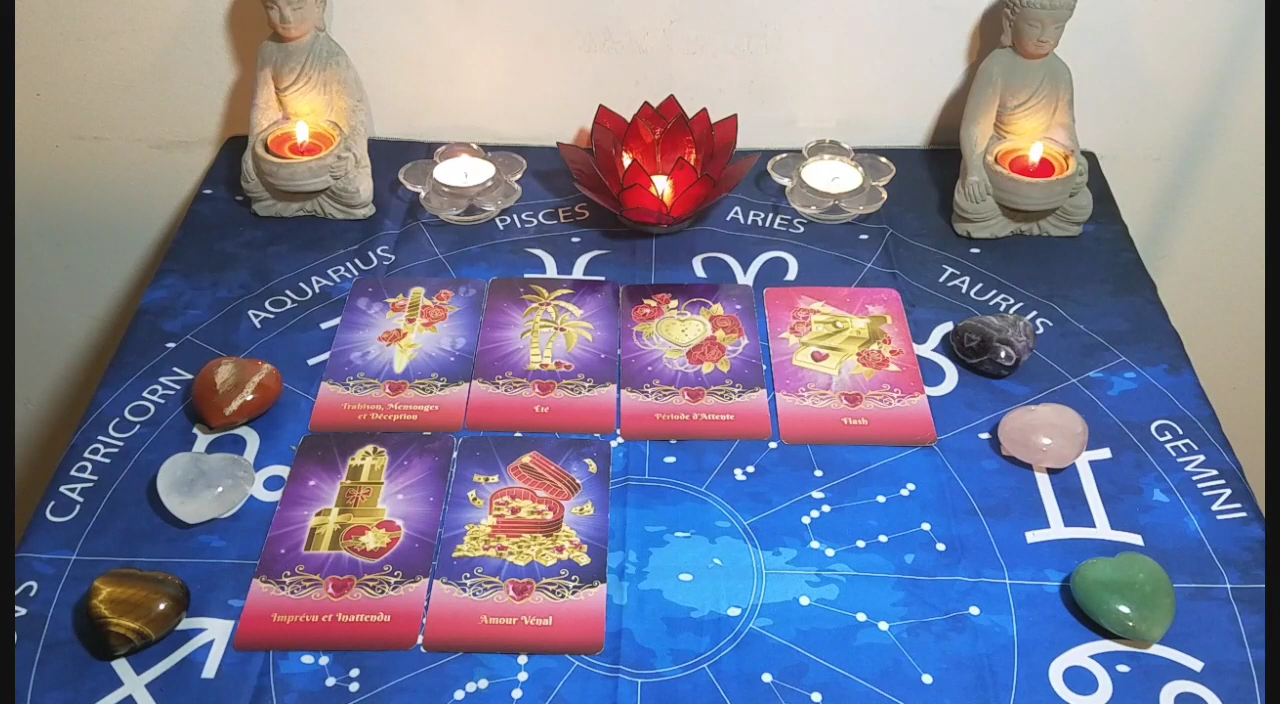 PISCES
ARIES
AQUARIUS
TAURUS
CAPRICORN
GEMINI
Trahison, Mensonges
et Déception
Été
Période d'Attente
Flash
Imprévu et Inattendu
Amour Vénal